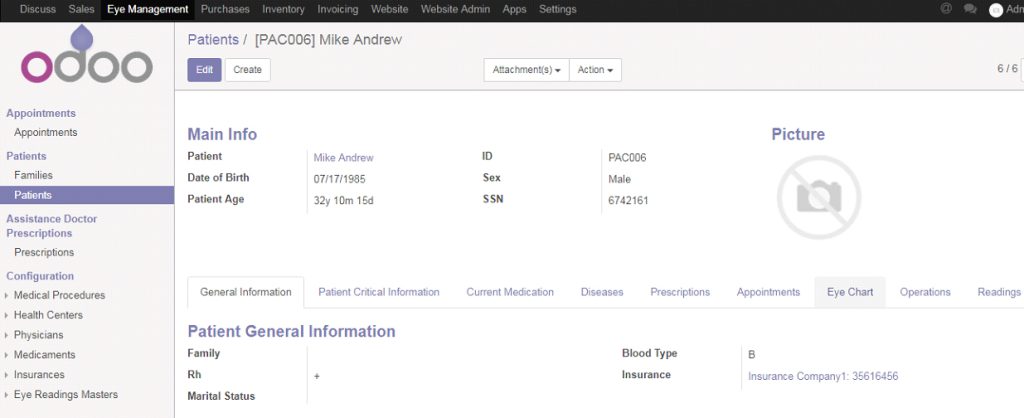 Discuss Sales Eye Management Purchases Inventory Invoicing Website Website Admin Apps Settings @ Adn
odoo
Patients / [PAC006] Mike Andrew
Edit Create Attachment(s) Action 6 / 6
Appointments
Appointments
Patients
Families
Patients
Assistance Doctor
Prescriptions
Prescriptions
Configuration
Medical Procedures
Health Centers
Physicians
Medicaments
Insurances
Eye Readings Masters
Main Info
Patient Mike Andrew
Date of Birth 07/17/1985
Patient Age 32y 10m 15d
ID PAC006
Sex Male
SSN 6742161
Picture
General Information Patient Critical Information Current Medication Diseases Prescriptions Appointments Eye Chart Operations Readings
Patient General Information
Family
Rh +
Marital Status
Blood Type B
Insurance Insurance Company1: 35616456